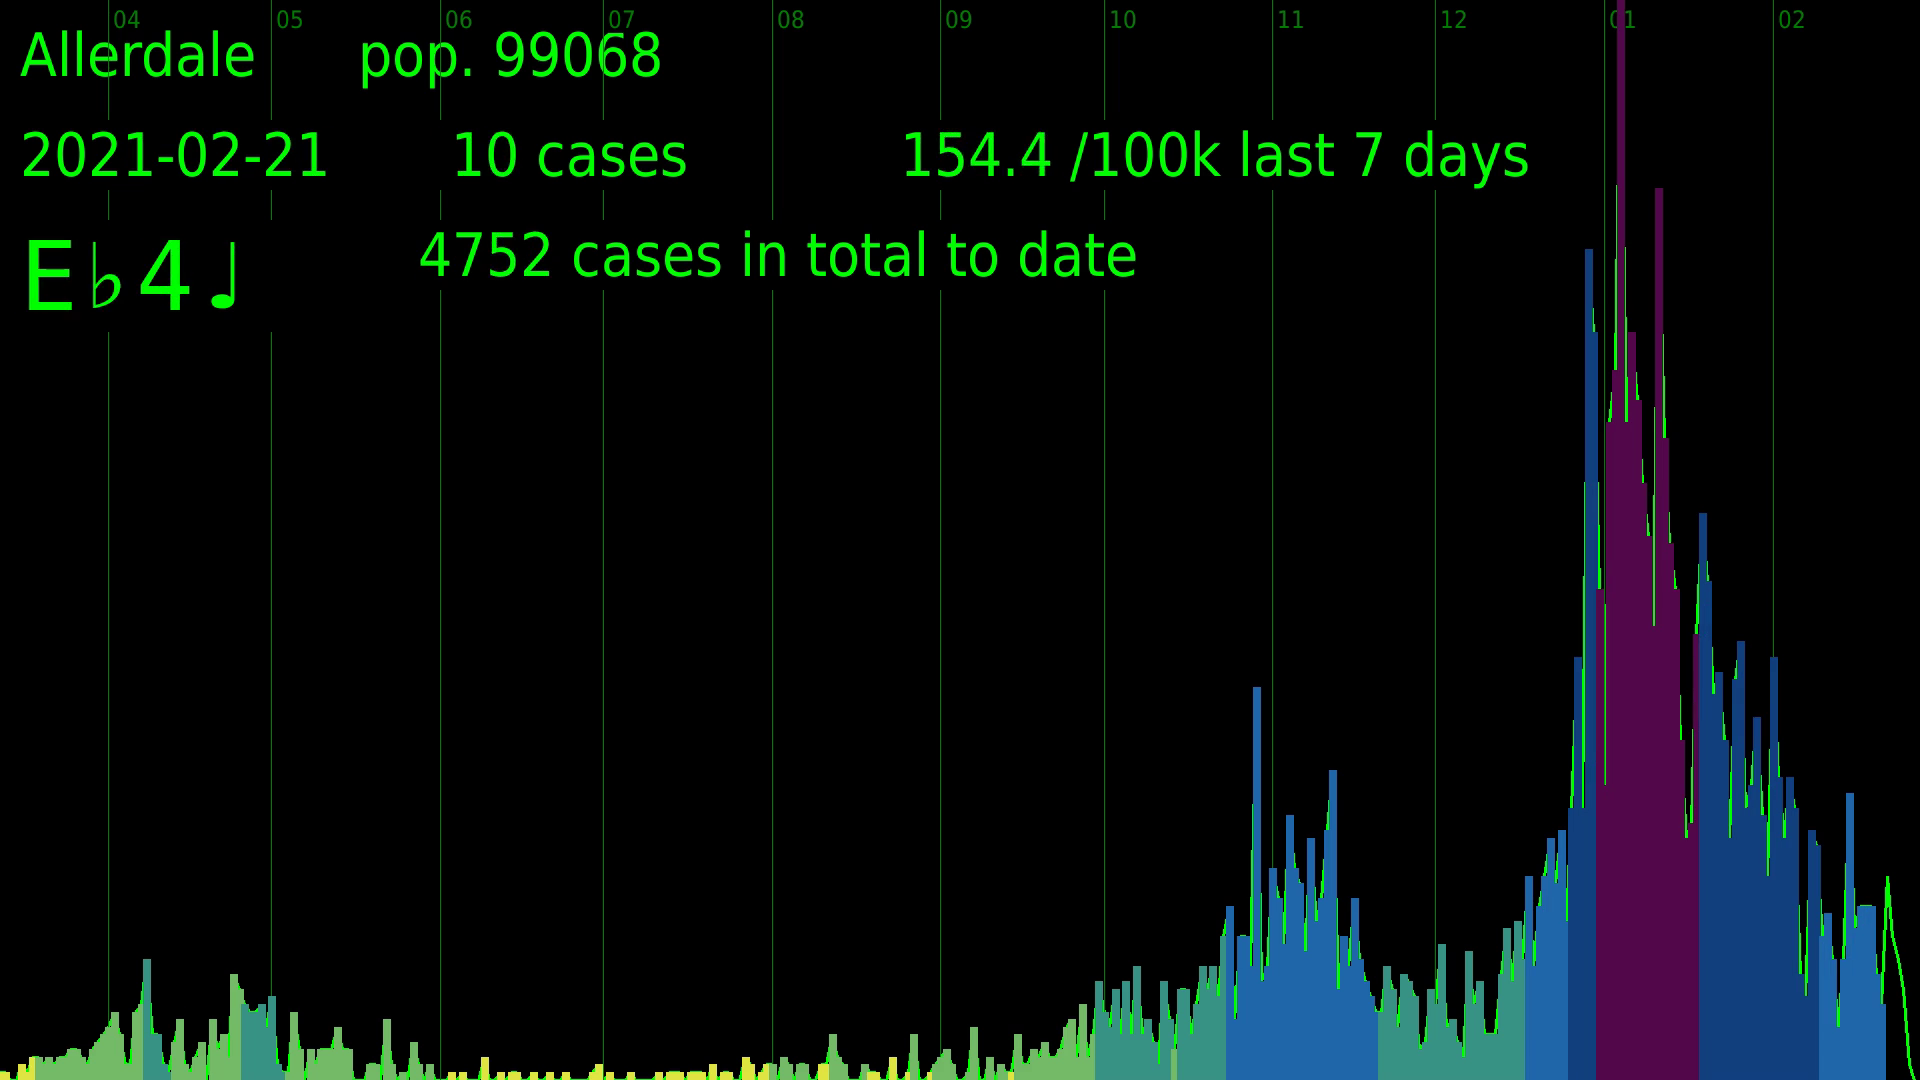 04 05 06 07 08 09 10 11 12 01 02
Allerdale pop. 99068
2021-02-21 10 cases 154.4 /100k last 7 days
E♭4♩ 4752 cases in total to date